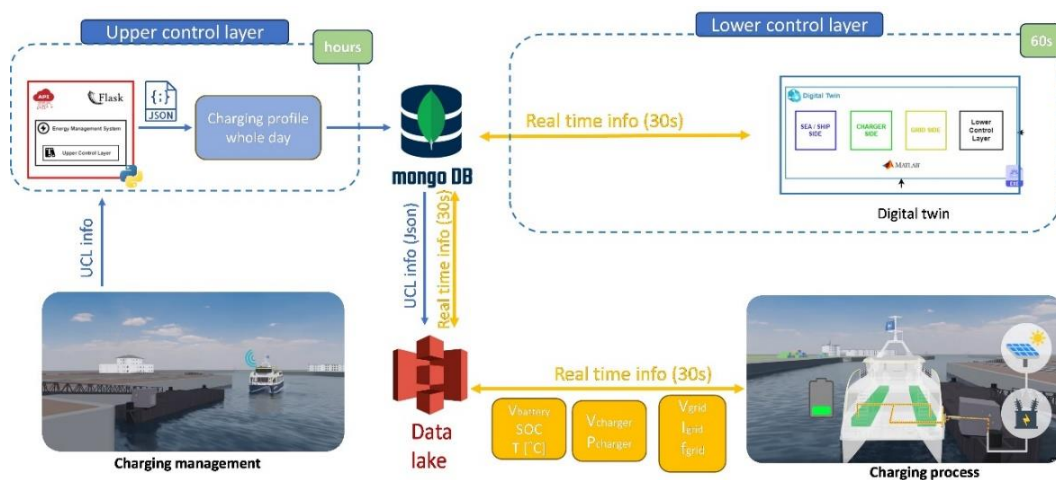 Upper control layer
hours
API
Flask
{;}
JSON
Energy Management System
Upper Control Layer
Charging profile
whole day
mongo DB
Lower control layer
60s
Real time info (30s)
Digital Twin
SEA / SHIP
SIDE
CHARGER
SIDE
GRID SIDE
Lower
Control
Layer
MATLAB
Digital twin
UCL info
UCL info (Json)
Real time info (30s)
Charging management
Data
lake
Real time info (30s)
Vbattery
SOC
T [°C]
Vcharger
Pcharger
Vgrid
Igrid
fgrid
Charging process